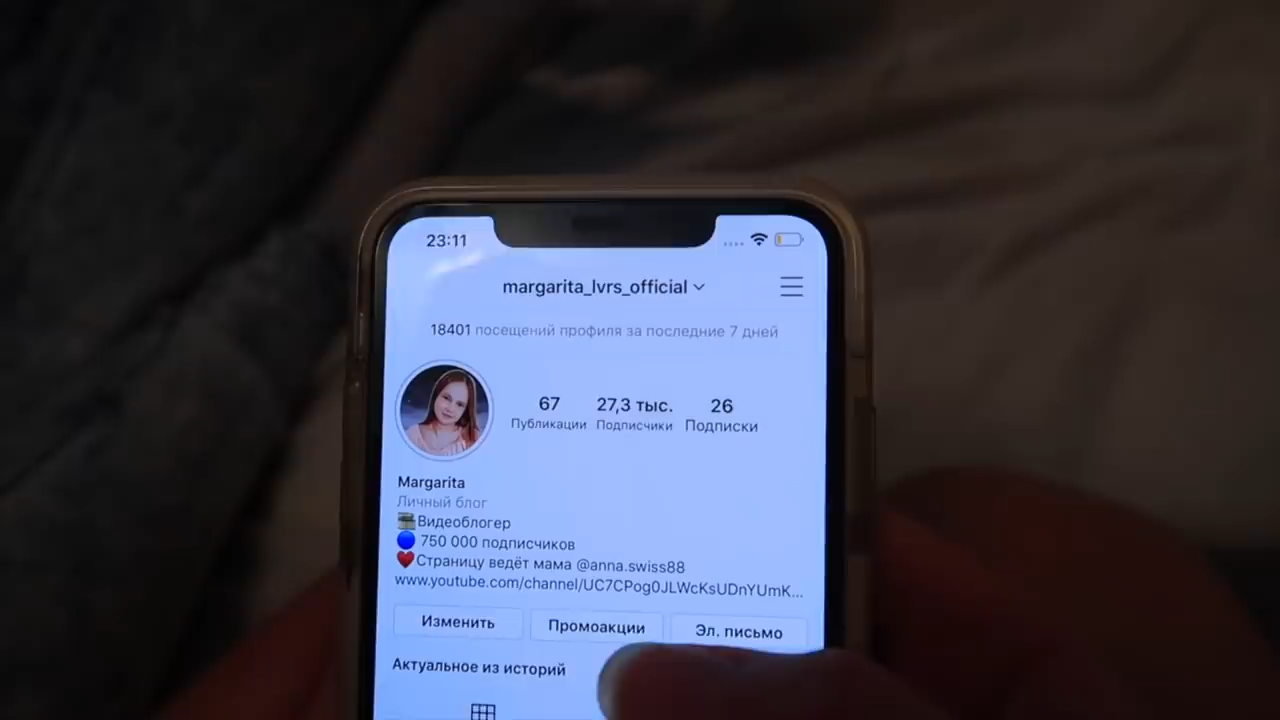 23:11
margarita_lvrs_official
18401 посещений профиля за последние 7 дней
67 27,3 тыс. 26
Публикации Подписчики Подписки
Margarita
Личный блог
Видеоблогер
750 000 подписчиков
Страницу ведёт мама @anna.swiss88
www.youtube.com/channel/UC7CPog0JLWcKsUDnYUmK...
Изменить Промоакции Эл. письмо
Актуальное из историй